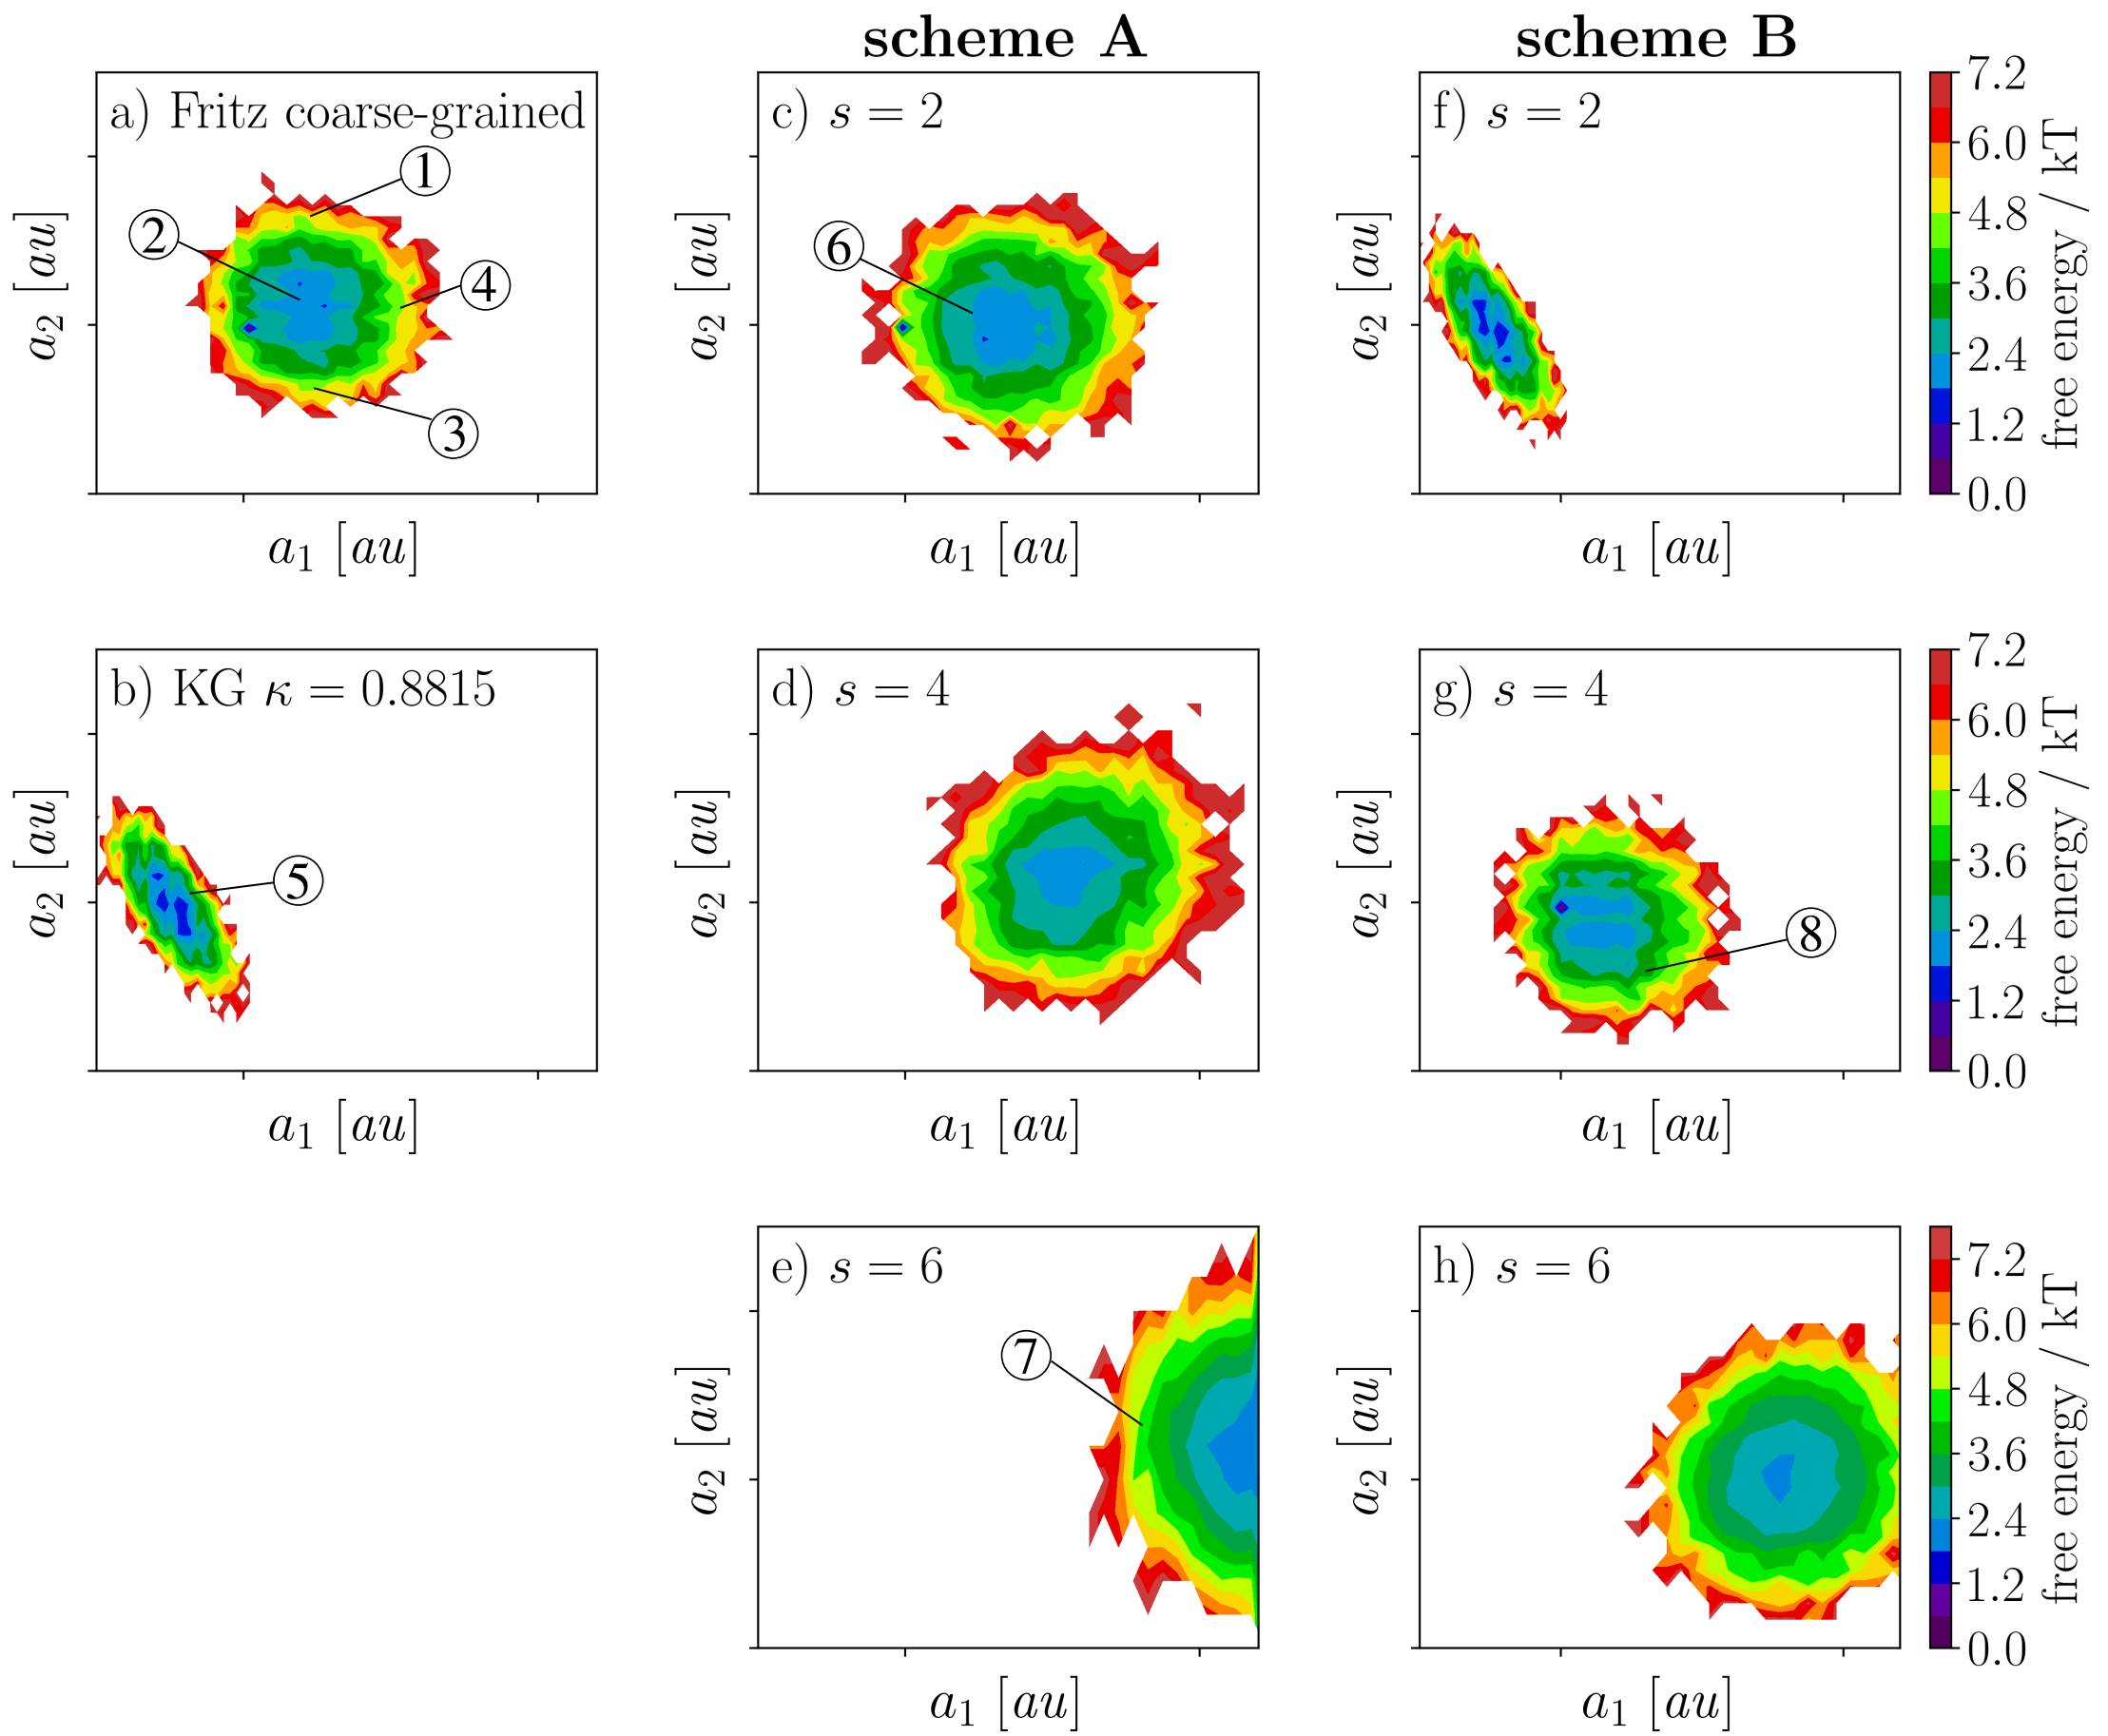 scheme A
scheme B
a) Fritz coarse-grained
1
2
4
3
a₂ [au]
a₁ [au]
c) s = 2
6
a₂ [au]
a₁ [au]
f) s = 2
a₂ [au]
a₁ [au]
7.2
6.0
4.8
3.6
2.4
1.2
0.0
free energy / kT
b) KG κ = 0.8815
5
a₂ [au]
a₁ [au]
d) s = 4
a₂ [au]
a₁ [au]
g) s = 4
8
a₂ [au]
a₁ [au]
7.2
6.0
4.8
3.6
2.4
1.2
0.0
free energy / kT
e) s = 6
7
a₂ [au]
a₁ [au]
h) s = 6
a₂ [au]
a₁ [au]
7.2
6.0
4.8
3.6
2.4
1.2
0.0
free energy / kT